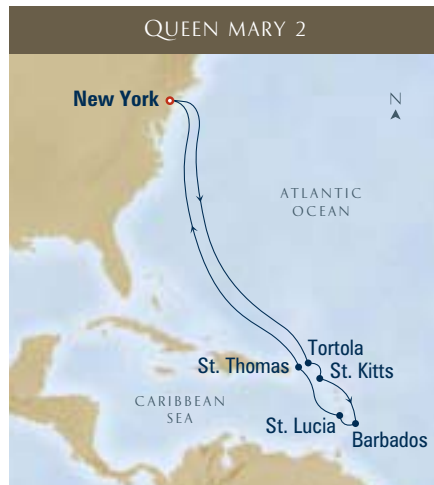 QUEEN MARY 2
New York
N
ATLANTIC
OCEAN
Tortola
St. Thomas
St. Kitts
CARIBBEAN
SEA
St. Lucia
Barbados